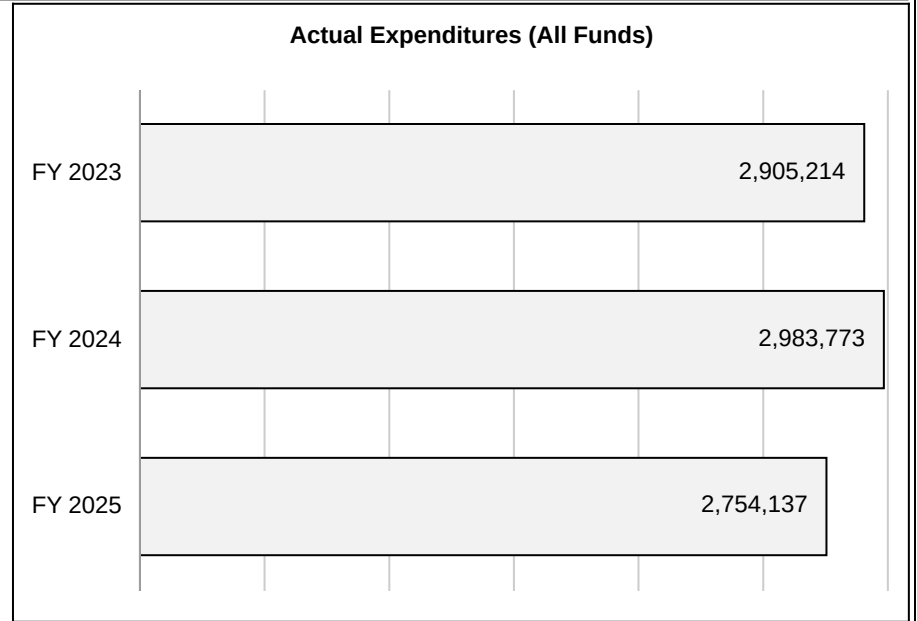 Actual Expenditures (All Funds)
FY 2023 2,905,214
FY 2024 2,983,773
FY 2025 2,754,137